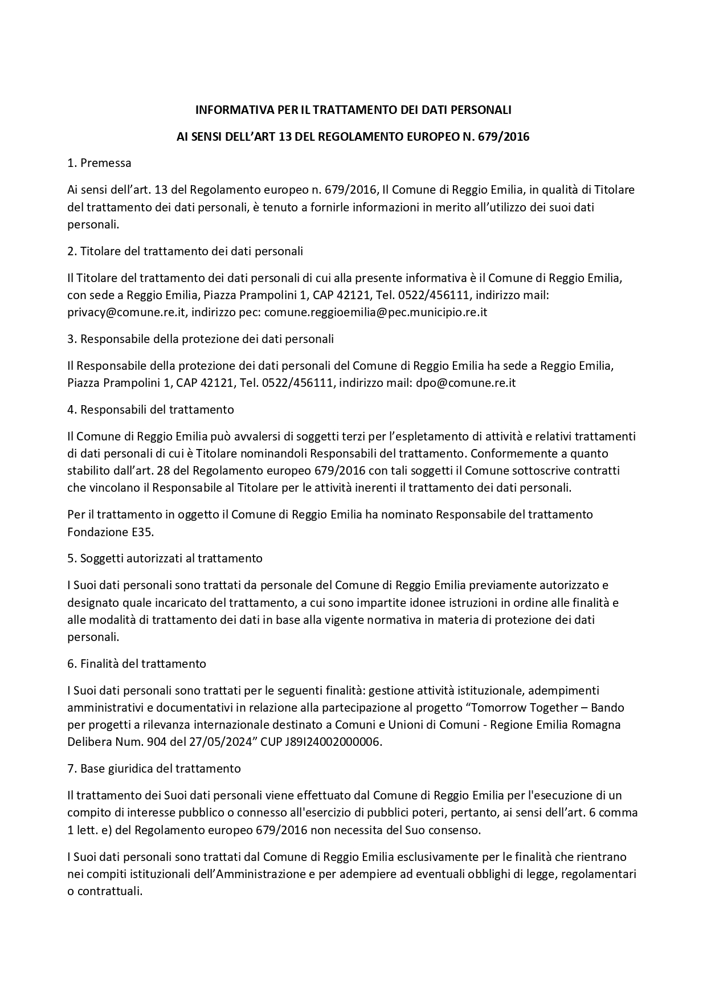 INFORMATIVA PER IL TRATTAMENTO DEI DATI PERSONALI
AI SENSI DELL’ART 13 DEL REGOLAMENTO EUROPEO N. 679/2016
1. Premessa
Ai sensi dell’art. 13 del Regolamento europeo n. 679/2016, Il Comune di Reggio Emilia, in qualità di Titolare
del trattamento dei dati personali, è tenuto a fornirle informazioni in merito all’utilizzo dei suoi dati
personali.
2. Titolare del trattamento dei dati personali
Il Titolare del trattamento dei dati personali di cui alla presente informativa è il Comune di Reggio Emilia,
con sede a Reggio Emilia, Piazza Prampolini 1, CAP 42121, Tel. 0522/456111, indirizzo mail:
privacy@comune.re.it, indirizzo pec: comune.reggioemilia@pec.municipio.re.it
3. Responsabile della protezione dei dati personali
Il Responsabile della protezione dei dati personali del Comune di Reggio Emilia ha sede a Reggio Emilia,
Piazza Prampolini 1, CAP 42121, Tel. 0522/456111, indirizzo mail: dpo@comune.re.it
4. Responsabili del trattamento
Il Comune di Reggio Emilia può avvalersi di soggetti terzi per l’espletamento di attività e relativi trattamenti
di dati personali di cui è Titolare nominandoli Responsabili del trattamento. Conformemente a quanto
stabilito dall’art. 28 del Regolamento europeo 679/2016 con tali soggetti il Comune sottoscrive contratti
che vincolano il Responsabile al Titolare per le attività inerenti il trattamento dei dati personali.
Per il trattamento in oggetto il Comune di Reggio Emilia ha nominato Responsabile del trattamento
Fondazione E35.
5. Soggetti autorizzati al trattamento
I Suoi dati personali sono trattati da personale del Comune di Reggio Emilia previamente autorizzato e
designato quale incaricato del trattamento, a cui sono impartite idonee istruzioni in ordine alle finalità e
alle modalità di trattamento dei dati in base alla vigente normativa in materia di protezione dei dati
personali.
6. Finalità del trattamento
I Suoi dati personali sono trattati per le seguenti finalità: gestione attività istituzionale, adempimenti
amministrativi e documentativi in relazione alla partecipazione al progetto “Tomorrow Together – Bando
per progetti a rilevanza internazionale destinato a Comuni e Unioni di Comuni - Regione Emilia Romagna
Delibera Num. 904 del 27/05/2024” CUP J89I24002000006.
7. Base giuridica del trattamento
Il trattamento dei Suoi dati personali viene effettuato dal Comune di Reggio Emilia per l'esecuzione di un
compito di interesse pubblico o connesso all'esercizio di pubblici poteri, pertanto, ai sensi dell’art. 6 comma
1 lett. e) del Regolamento europeo 679/2016 non necessita del Suo consenso.
I Suoi dati personali sono trattati dal Comune di Reggio Emilia esclusivamente per le finalità che rientrano
nei compiti istituzionali dell’Amministrazione e per adempiere ad eventuali obblighi di legge, regolamentari
o contrattuali.